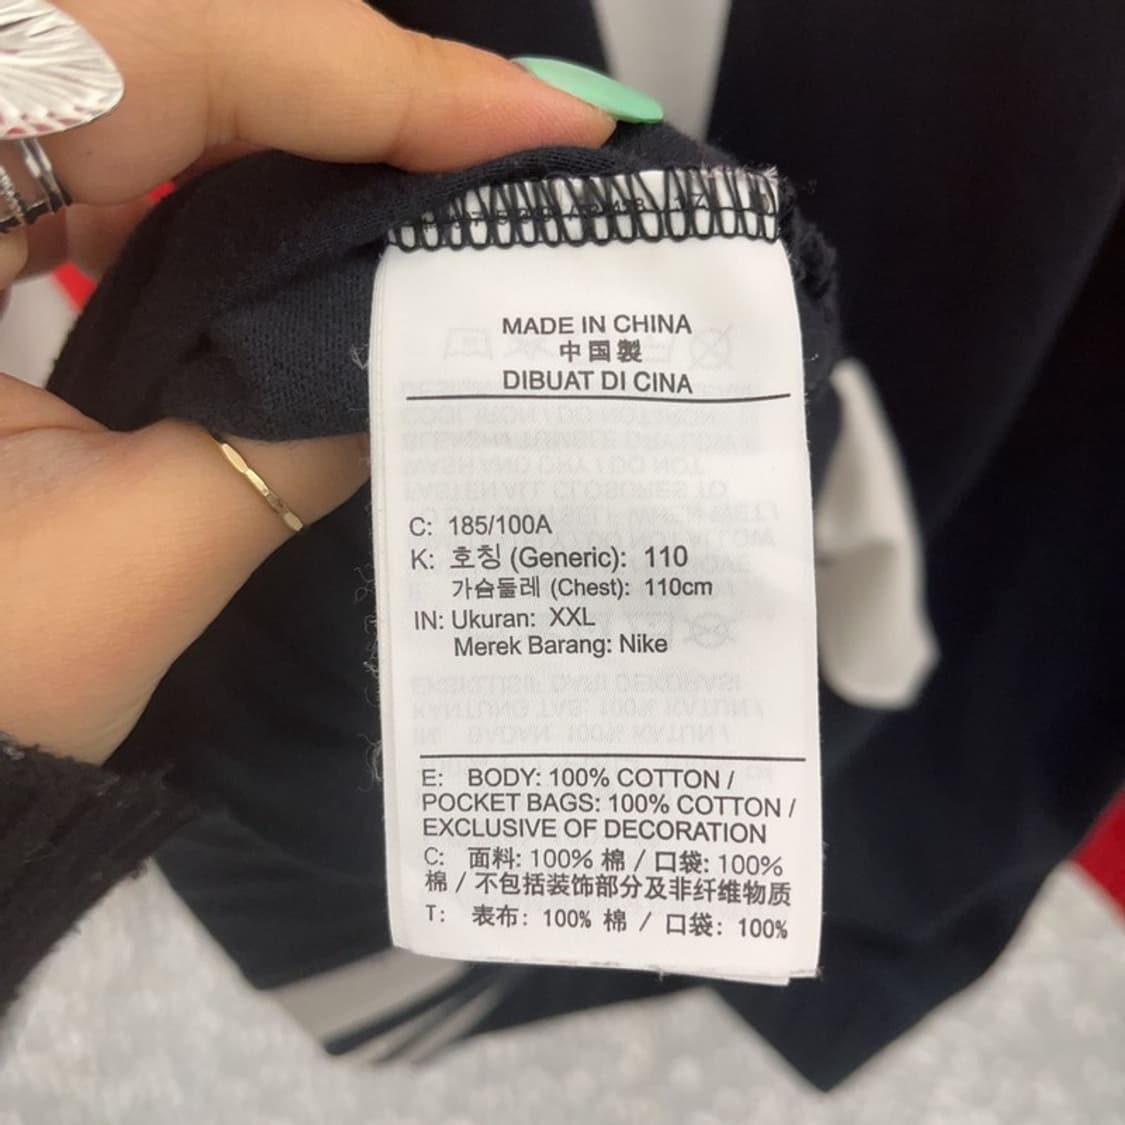 MADE IN CHINA
中国製
DIBUAT DI CINA
C: 185/100A
K: 호칭 (Generic): 110
가슴둘레 (Chest): 110cm
IN: Ukuran: XXL
Merek Barang: Nike
E: BODY: 100% COTTON /
POCKET BAGS: 100% COTTON /
EXCLUSIVE OF DECORATION
C: 面料: 100% 棉 / 口袋: 100%
棉 / 不包括装饰部分及非纤维物质
T: 表布: 100% 棉 / 口袋: 100%